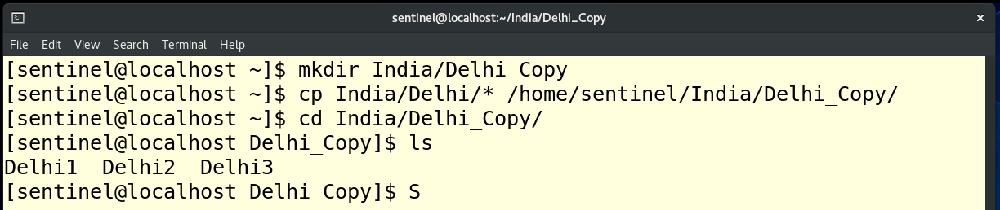 sentinel@localhost:~/India/Delhi_Copy
File Edit View Search Terminal Help
[sentinel@localhost ~]$ mkdir India/Delhi_Copy
[sentinel@localhost ~]$ cp India/Delhi/* /home/sentinel/India/Delhi_Copy/
[sentinel@localhost ~]$ cd India/Delhi_Copy/
[sentinel@localhost Delhi_Copy]$ ls
Delhi1  Delhi2  Delhi3
[sentinel@localhost Delhi_Copy]$ S